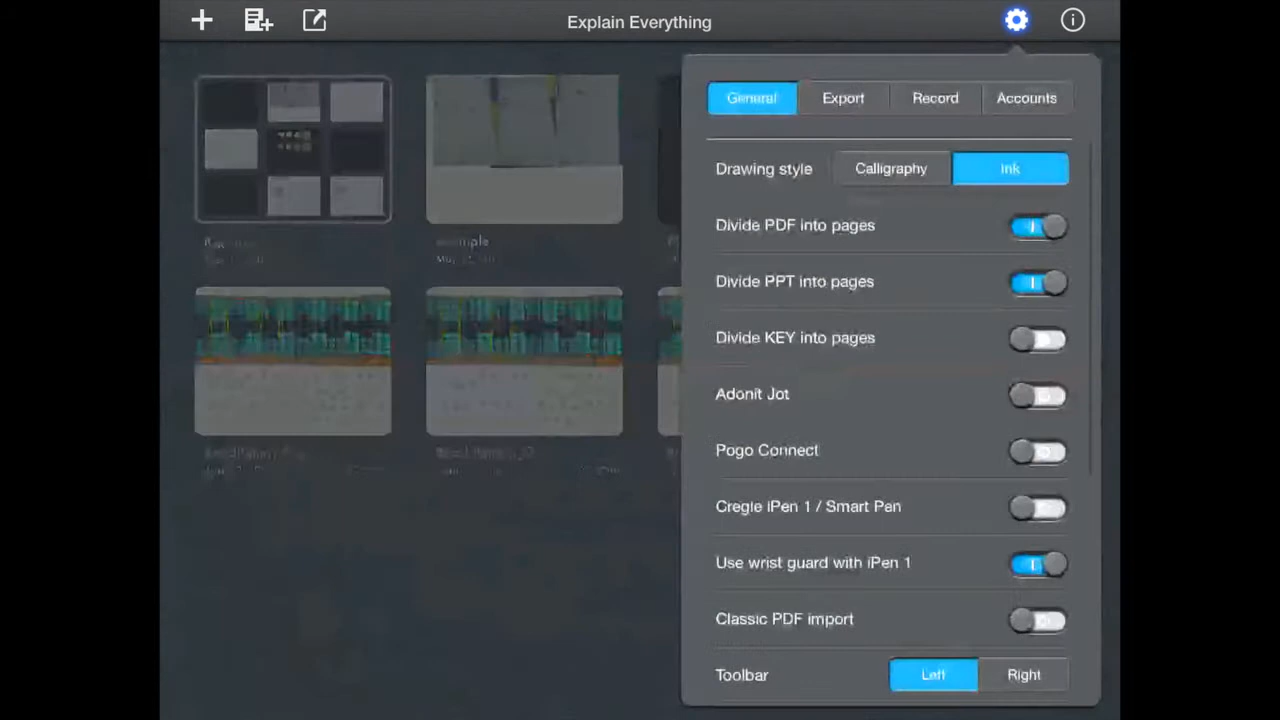 Explain Everything
General Export Record Accounts
Drawing style Calligraphy Ink
Divide PDF into pages
Divide PPT into pages
Divide KEY into pages
Adonit Jot
Pogo Connect
Cregle iPen 1 / Smart Pen
Use wrist guard with iPen 1
Classic PDF import
Toolbar Left Right
example